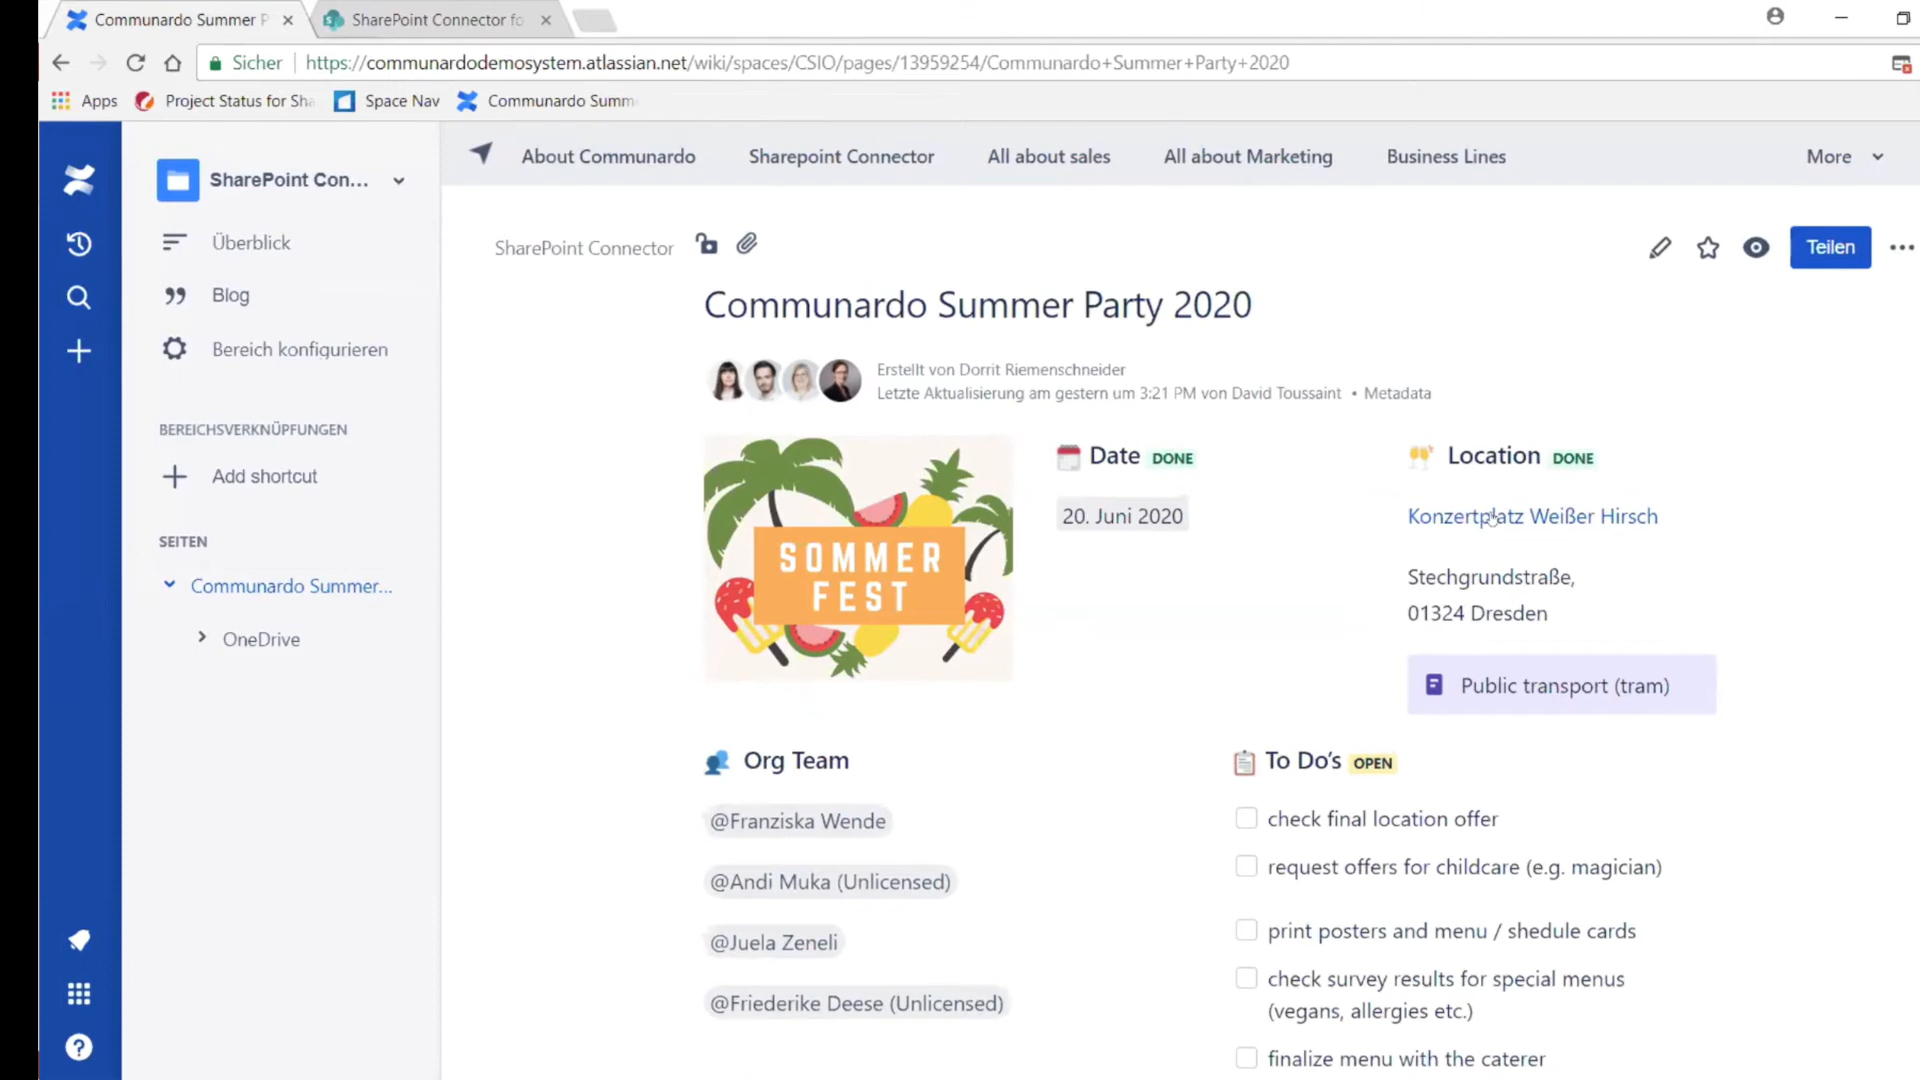 Communardo Summer P
SharePoint Connector fo
Sicher
https://communardodemosystem.atlassian.net/wiki/spaces/CSIO/pages/13959254/Communardo+Summer+Party+2020
Apps
Project Status for Sha
Space Nav
Communardo Summ
About Communardo
Sharepoint Connector
All about sales
All about Marketing
Business Lines
More
SharePoint Con...
Überblick
Blog
Bereich konfigurieren
BEREICHSVERKNÜPFUNGEN
Add shortcut
SEITEN
Communardo Summer...
OneDrive
SharePoint Connector
Teilen
Communardo Summer Party 2020
Erstellt von Dorrit Riemenschneider
Letzte Aktualisierung am gestern um 3:21 PM von David Toussaint • Metadata
SOMMER
FEST
Date DONE
20. Juni 2020
Location DONE
Konzertplatz Weißer Hirsch
Stechgrundstraße,
01324 Dresden
Public transport (tram)
Org Team
@Franziska Wende
@Andi Muka (Unlicensed)
@Juela Zeneli
@Friederike Deese (Unlicensed)
To Do's OPEN
check final location offer
request offers for childcare (e.g. magician)
print posters and menu / shedule cards
check survey results for special menus
(vegans, allergies etc.)
finalize menu with the caterer